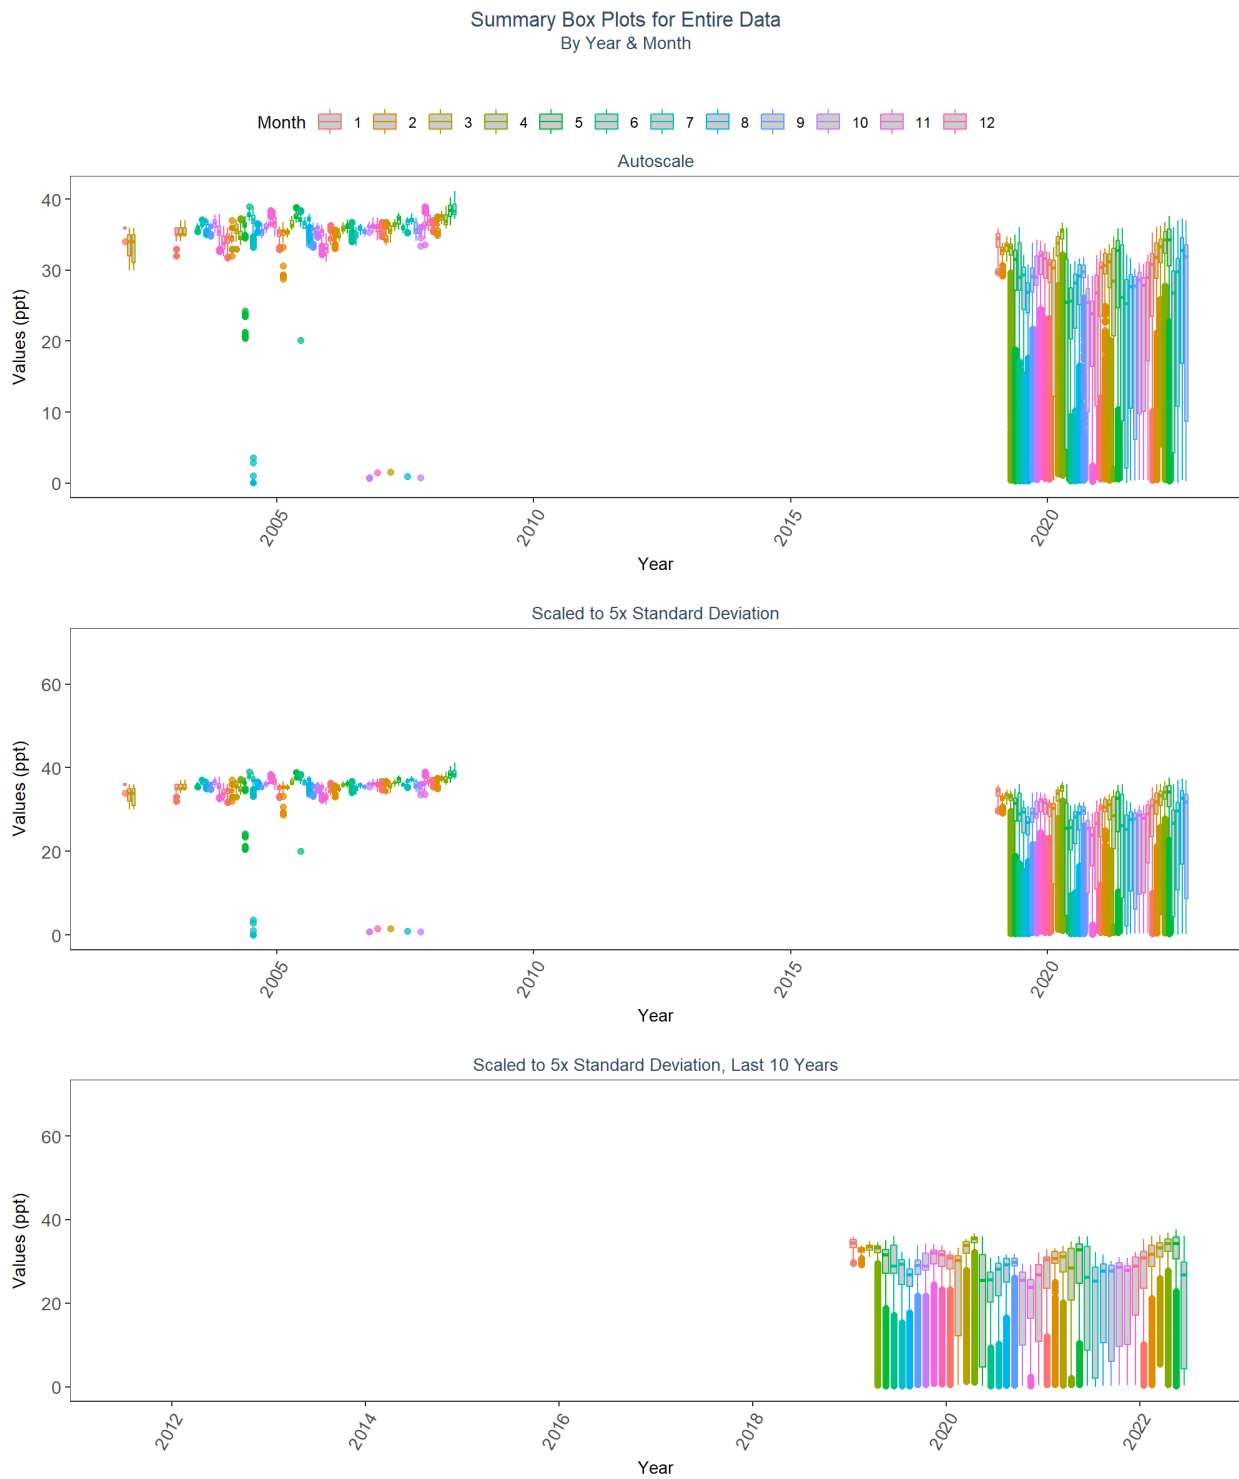 Summary Box Plots for Entire Data
By Year & Month
Month 1 2 3 4 5 6 7 8 9 10 11 12
Autoscale
Values (ppt)
40
30
20
10
0
2005 2010 2015 2020
Year
Scaled to 5x Standard Deviation
Values (ppt)
60
40
20
0
2005 2010 2015 2020
Year
Scaled to 5x Standard Deviation, Last 10 Years
Values (ppt)
60
40
20
0
2012 2014 2016 2018 2020 2022
Year